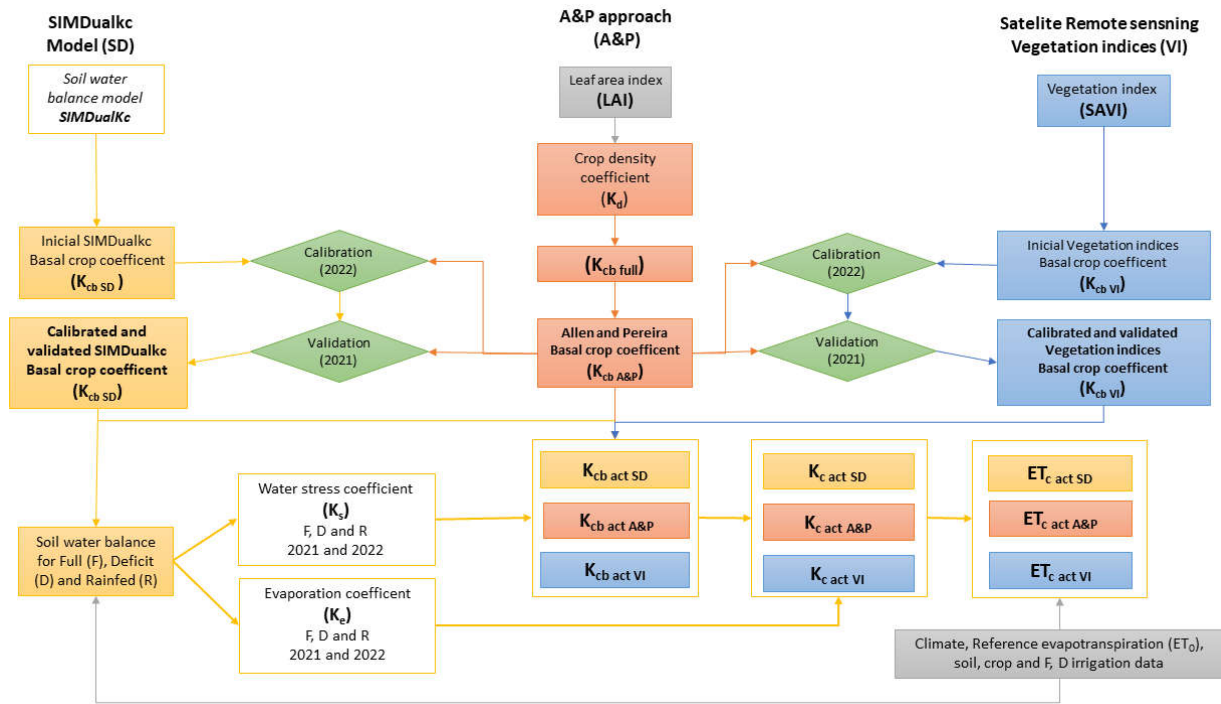 SIMDualkc
Model (SD)
A&P approach
(A&P)
Satelite Remote sensning
Vegetation indices (VI)
Soil water
balance model
SIMDualKc
Leaf area index
(LAI)
Vegetation index
(SAVI)
Crop density
coefficient
(Kd)
Inicial SIMDualkc
Basal crop coefficent
(Kcb SD)
Calibration
(2022)
(Kcb full)
Calibration
(2022)
Inicial Vegetation indices
Basal crop coefficent
(Kcb VI)
Calibrated and
validated SIMDualkc
Basal crop coefficient
(Kcb SD)
Validation
(2021)
Allen and Pereira
Basal crop coefficient
(Kcb A&P)
Validation
(2021)
Calibrated and validated
Vegetation indices
Basal crop coefficent
(Kcb VI)
Soil water balance
for Full (F), Deficit
(D) and Rainfed (R)
Water stress coefficient
(Ks)
F, D and R
2021 and 2022
Evaporation coefficent
(Ke)
F, D and R
2021 and 2022
Kcb act SD
Kcb act A&P
Kcb act VI
Kc act SD
Kc act A&P
Kc act VI
ETc act SD
ETc act A&P
ETc act VI
Climate, Reference evapotranspiration (ET0),
soil, crop and F, D irrigation data